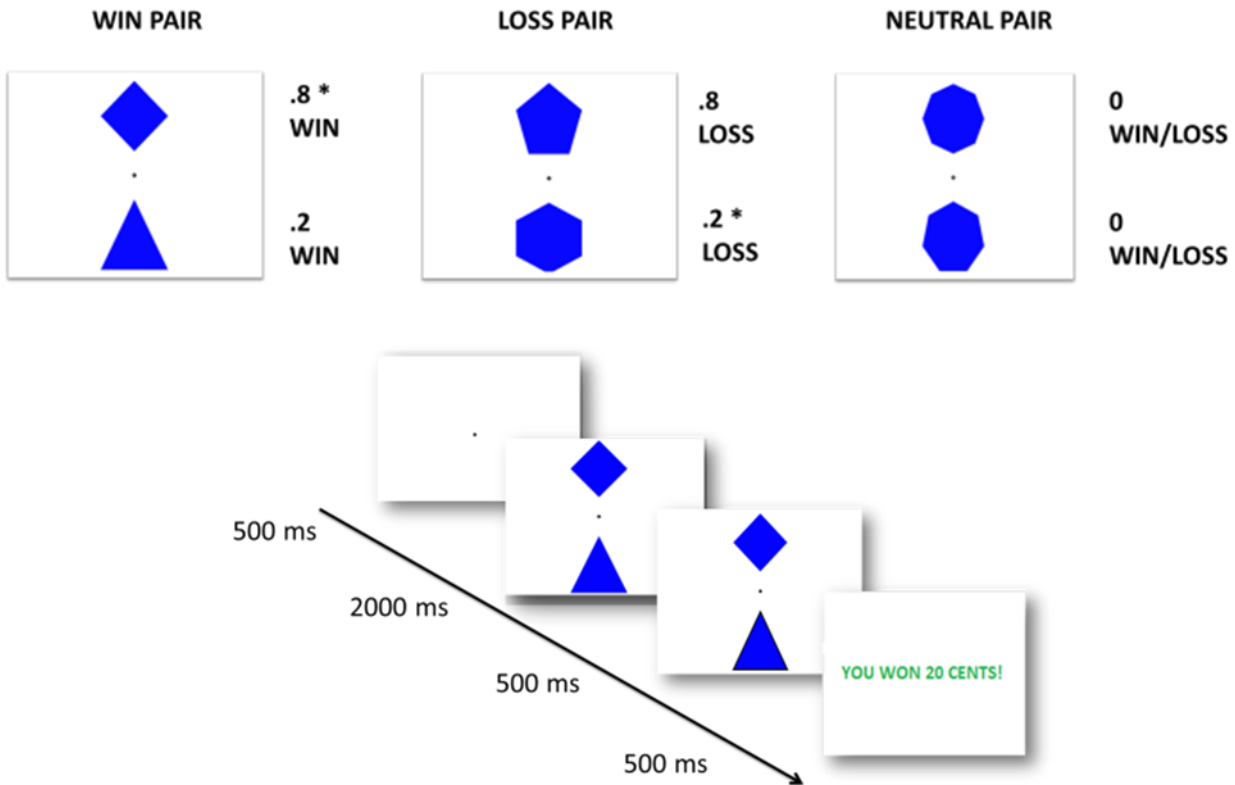 WIN PAIR
LOSS PAIR
NEUTRAL PAIR
.8 *
WIN
.2
WIN
.8
LOSS
.2 *
LOSS
0
WIN/LOSS
0
WIN/LOSS
500 ms
2000 ms
500 ms
500 ms
YOU WON 20 CENTS!